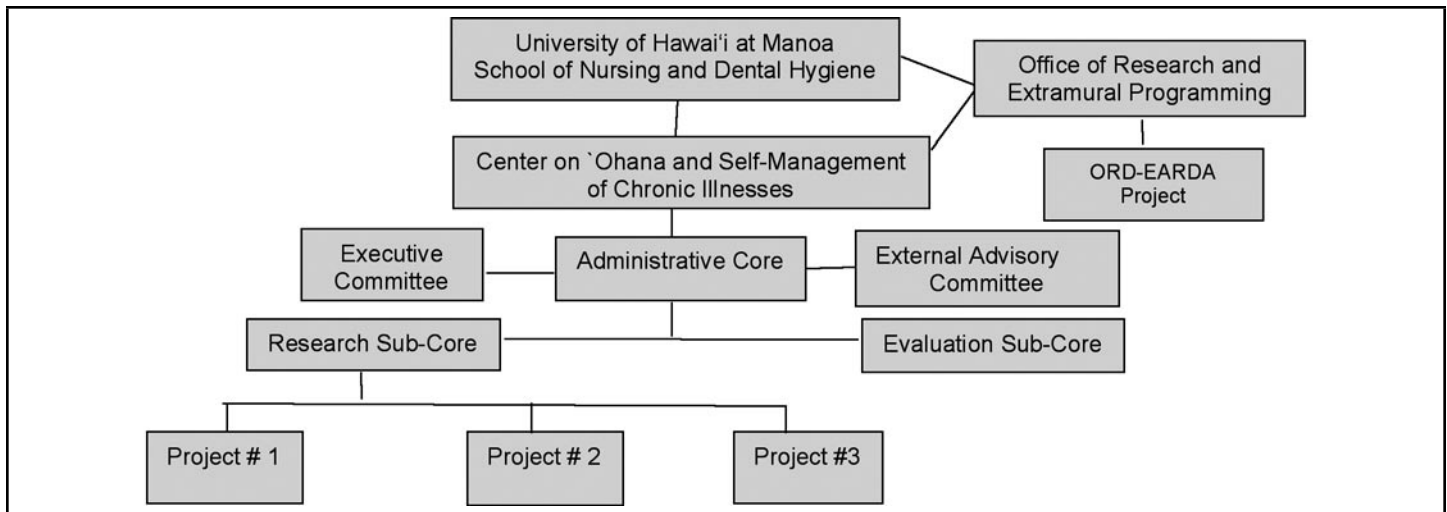 University of Hawai‘i at Manoa
School of Nursing and Dental Hygiene
Office of Research and
Extramural Programming
Center on `Ohana and Self-Management
of Chronic Illnesses
ORD-EARDA
Project
Executive
Committee
Administrative Core
External Advisory
Committee
Research Sub-Core
Evaluation Sub-Core
Project # 1
Project # 2
Project #3